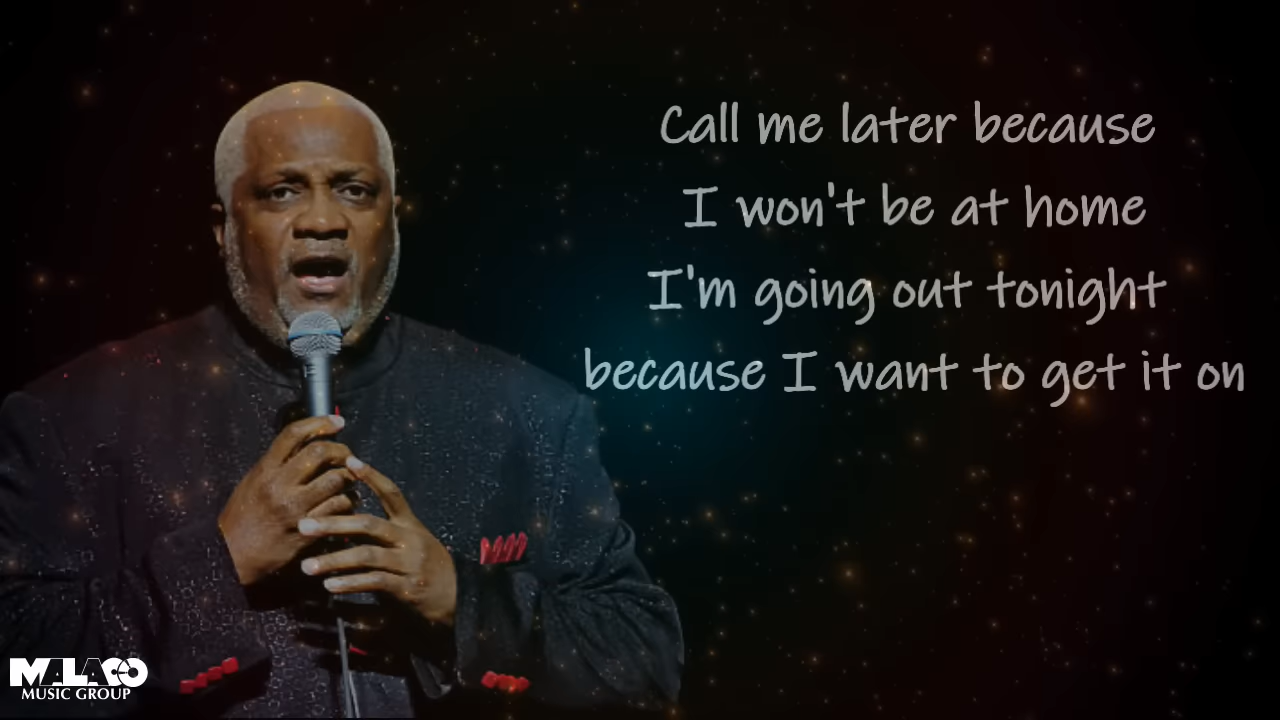 Call me later because
I won't be at home
I'm going out tonight
because I want to get it on
MALACO
MUSIC GROUP